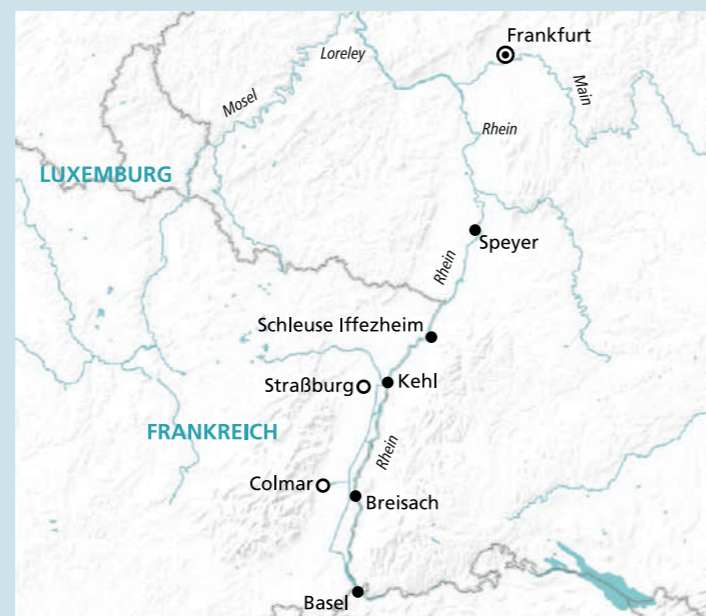 Frankfurt
Loreley
Main
Mosel
Rhein
LUXEMBURG
Speyer
Rhein
Schleuse Iffezheim
Straßburg
Kehl
FRANKREICH
Rhein
Colmar
Breisach
Basel